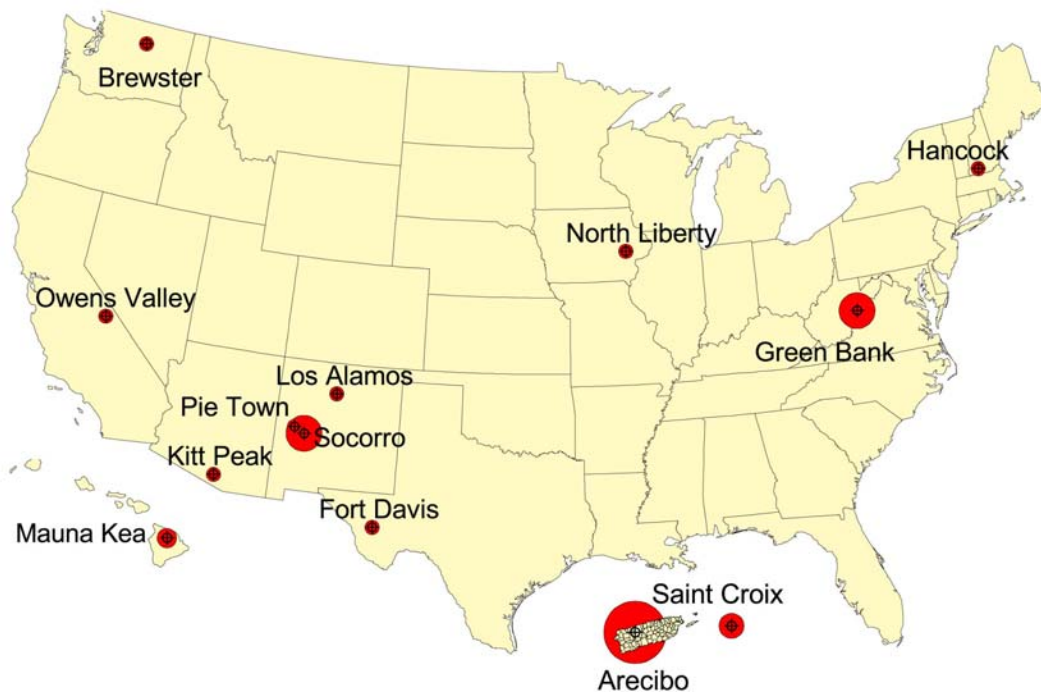 Brewster
Hancock
North Liberty
Owens Valley
Green Bank
Los Alamos
Pie Town
Socorro
Kitt Peak
Fort Davis
Mauna Kea
Saint Croix
Arecibo